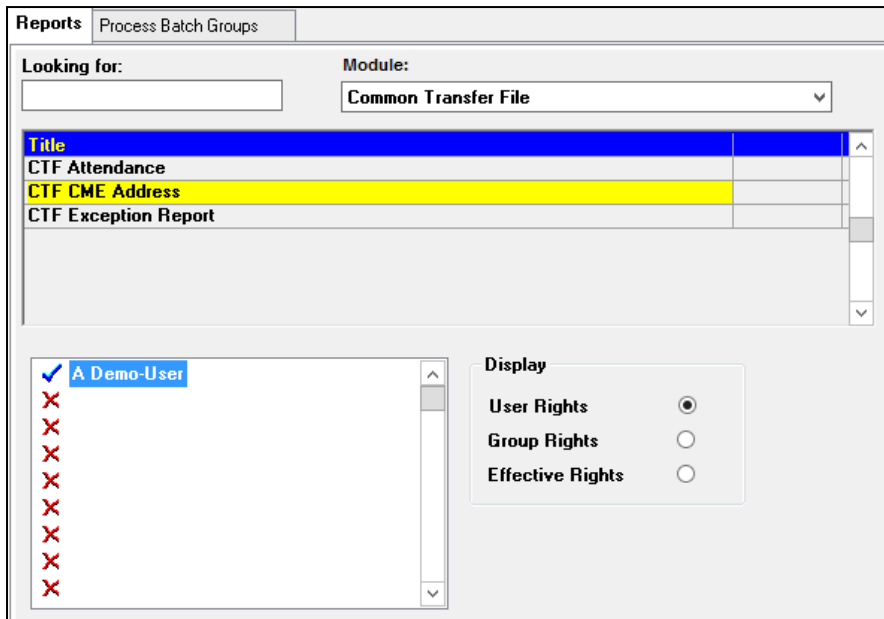 Reports Process Batch Groups
Looking for: Module:
Common Transfer File
Title
CTF Attendance
CTF CME Address
CTF Exception Report
A Demo-User
Display
User Rights
Group Rights
Effective Rights